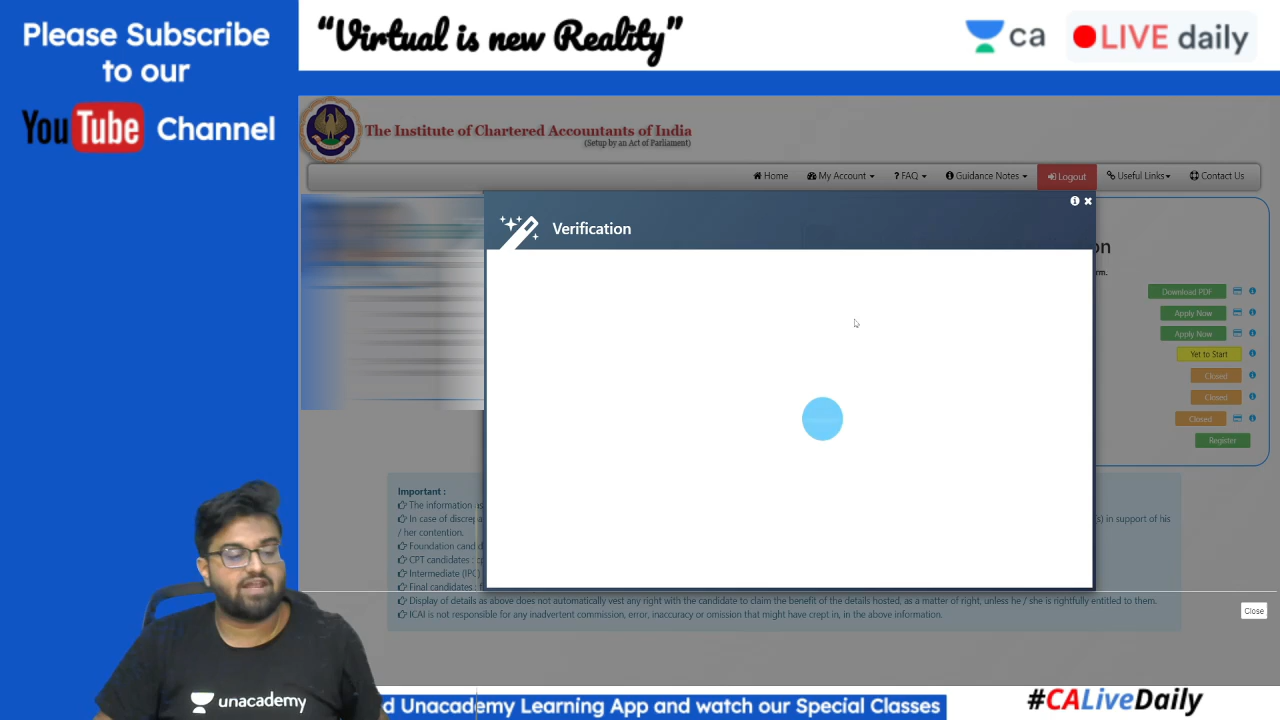 Please Subscribe
to our
YouTube Channel
“Virtual is new Reality”
ca
LIVE daily
The Institute of Chartered Accountants of India
(Setup by an Act of Parliament)
Home
My Account
FAQ
Guidance Notes
Logout
Useful Links
Contact Us
Verification
on
rm.
Download PDF
Apply Now
Apply Now
Yet to Start
Closed
Closed
Closed
Register
Important :
The information
In case of discrep
s) in support of his
/ her contention.
Foundation cand
CPT candidates :
Intermediate (IPC)
Final candidates :
Display of details as above does not automatically vest any right with the candidate to claim the benefit of the details hosted, as a matter of right, unless he / she is rightfully entitled to them.
ICAI is not responsible for any inadvertent commission, error, inaccuracy or omission that might have crept in, in the above information.
Close
unacademy
d Unacademy Learning App and watch our Special Classes
#CALiveDaily